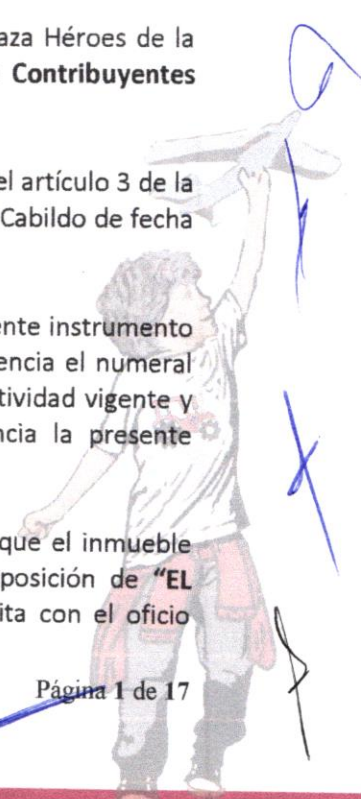 aza Héroes de la
Contribuyentes
el artículo 3 de la
Cabildo de fecha
ente instrumento
encia el numeral
tividad vigente y
ncia la presente
que el inmueble
posición de “EL
ita con el oficio
Página 1 de 17